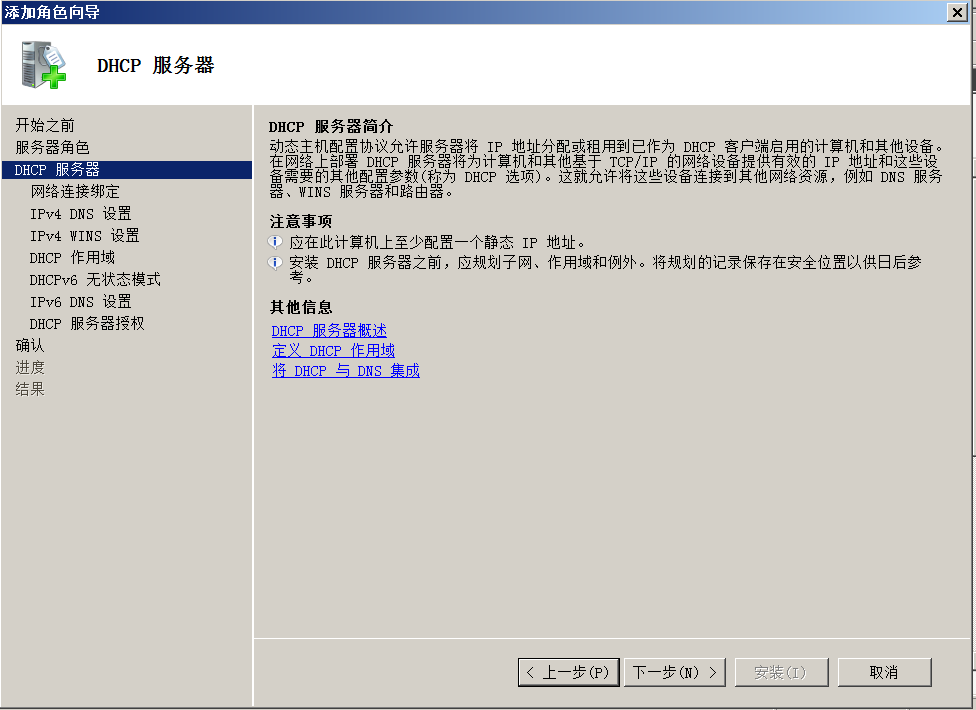 添加角色向导
DHCP 服务器
开始之前
服务器角色
DHCP 服务器
网络连接绑定
IPv4 DNS 设置
IPv4 WINS 设置
DHCP 作用域
DHCPv6 无状态模式
IPv6 DNS 设置
DHCP 服务器授权
确认
进度
结果
DHCP 服务器简介
动态主机配置协议允许服务器将 IP 地址分配或租用到已作为 DHCP 客户端启用的计算机和其他设备。
在网络上部署 DHCP 服务器将为计算机和其他基于 TCP/IP 的网络设备提供有效的 IP 地址和这些设
备需要的其他配置参数(称为 DHCP 选项)。这就允许将这些设备连接到其他网络资源，例如 DNS 服务
器、WINS 服务器和路由器。
注意事项
应在此计算机上至少配置一个静态 IP 地址。
安装 DHCP 服务器之前，应规划子网、作用域和例外。将规划的记录保存在安全位置以供日后参
考。
其他信息
DHCP 服务器概述
定义 DHCP 作用域
将 DHCP 与 DNS 集成
< 上一步(P)
下一步(N) >
安装(I)
取消